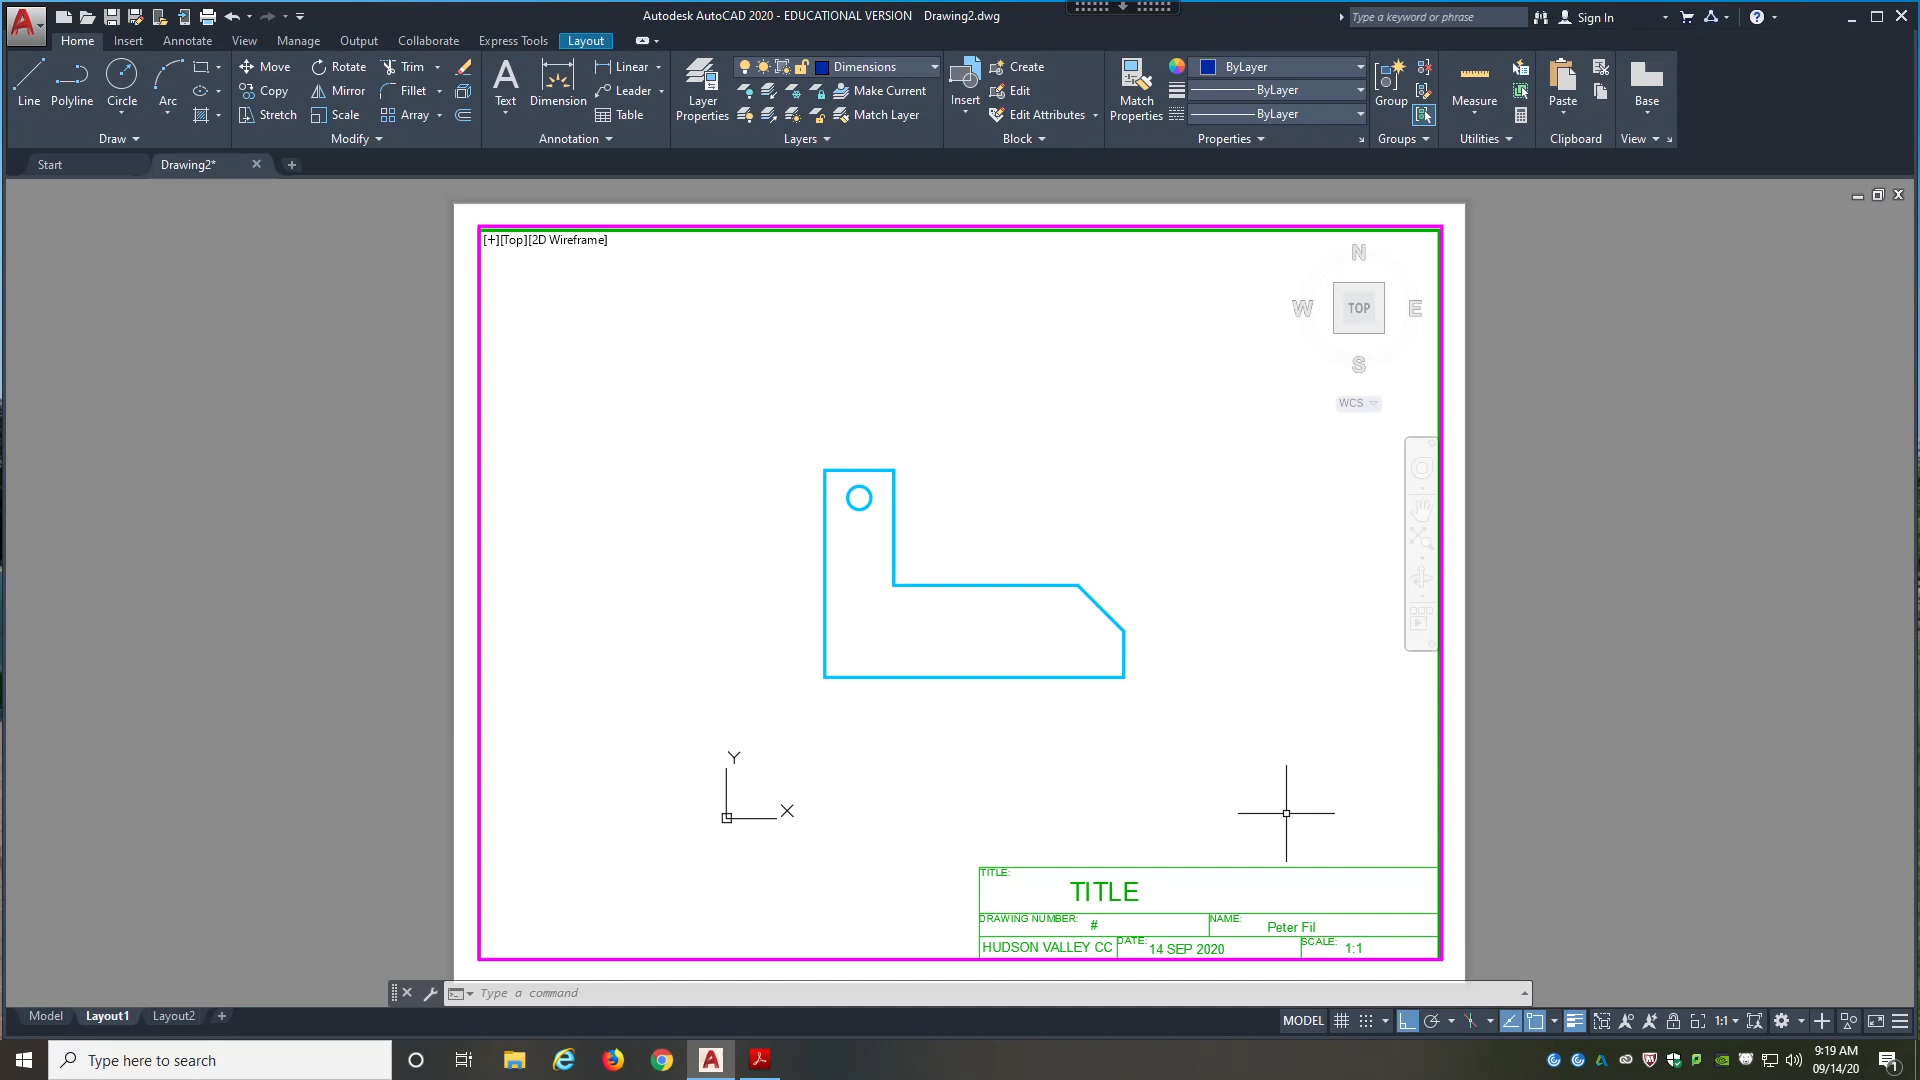 Autodesk AutoCAD 2020 - EDUCATIONAL VERSION Drawing2.dwg
Type a keyword or phrase
Sign In
Home Insert Annotate View Manage Output Collaborate Express Tools Layout
Line Polyline Circle Arc
Move Rotate Trim
Copy Mirror Fillet
Stretch Scale Array
Text Dimension
Linear
Leader
Table
Layer Properties
Dimensions
Make Current
Match Layer
Insert
Create
Edit
Edit Attributes
Match Properties
ByLayer
ByLayer
ByLayer
Group
Measure
Paste
Base
Draw Modify Annotation Layers Block Properties Groups Utilities Clipboard View
Start Drawing2*
[+][Top][2D Wireframe]
N
W TOP E
S
WCS
Y
X
TITLE:
TITLE
DRAWING NUMBER: #
NAME: Peter Fil
HUDSON VALLEY CC
DATE: 14 SEP 2020
SCALE: 1:1
Type a command
Model Layout1 Layout2
MODEL
1:1
Type here to search
9:19 AM
09/14/20
1